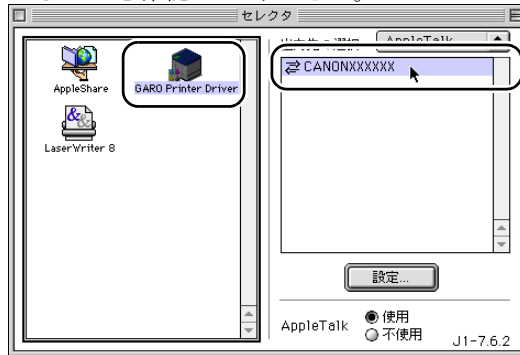 セレクタ
AppleShare
GARO Printer Driver
LaserWriter 8
AppleTalk
CANONXXXXXX
設定...
AppleTalk
使用
不使用
J1-7.6.2